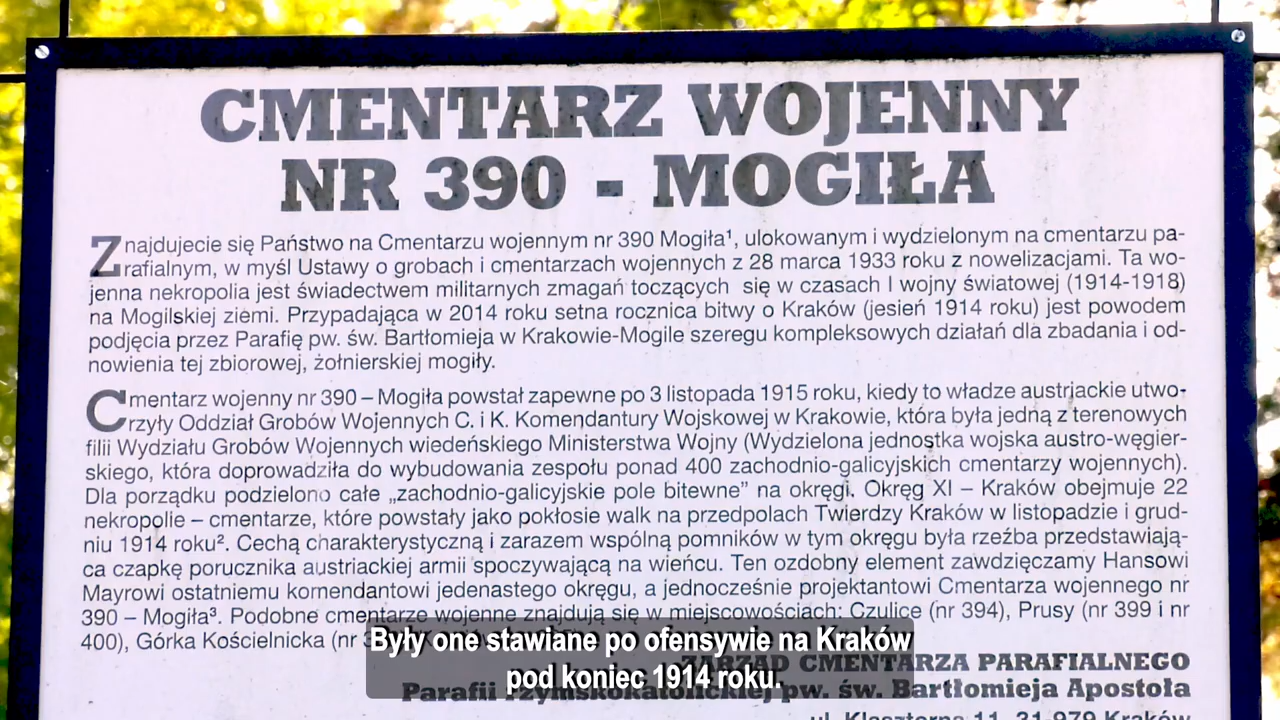 CMENTARZ WOJENNY
NR 390 - MOGIŁA
Znajdujecie się Państwo na Cmentarzu wojennym nr 390 Mogiła¹, ulokowanym i wydzielonym na cmentarzu pa-
rafialnym, w myśl Ustawy o grobach i cmentarzach wojennych z 28 marca 1933 roku z nowelizacjami. Ta wo-
jenna nekropolia jest świadectwem militarnych zmagań toczących się w czasach I wojny światowej (1914-1918)
na Mogilskiej ziemi. Przypadająca w 2014 roku setna rocznica bitwy o Kraków (jesień 1914 roku) jest powodem
podjęcia przez Parafię pw. św. Bartłomieja w Krakowie-Mogile szeregu kompleksowych działań dla zbadania i od-
nowienia tej zbiorowej, żołnierskiej mogiły.
Cmentarz wojenny nr 390 – Mogiła powstał zapewne po 3 listopada 1915 roku, kiedy to władze austrjackie utwo-
rzyły Oddział Grobów Wojennych C. i K. Komendantury Wojskowej w Krakowie, która była jedną z terenowych
filii Wydziału Grobów Wojennych wiedeńskiego Ministerstwa Wojny (Wydzielona jednostka wojska austro-węgier-
skiego, która doprowadziła do wybudowania zespołu ponad 400 zachodnio-galicyjskich cmentarzy wojennych).
Dla porządku podzielono całe „zachodnio-galicyjskie pole bitewne” na okręgi. Okręg XI – Kraków obejmuje 22
nekropolie – cmentarze, które powstały jako pokłosie walk na przedpolach Twierdzy Kraków w listopadzie i grud-
niu 1914 roku². Cechą charakterystyczną i zarazem wspólną pomników w tym okręgu była rzeźba przedstawiają-
ca czapkę porucznika austriackiej armii spoczywającą na wieńcu. Ten ozdobny element zawdzięczamy Hansowi
Mayrowi ostatniemu komendantowi jedenastego okręgu, a jednocześnie projektantowi Cmentarza wojennego nr
390 – Mogiła³. Podobne cmentarze wojenne znajdują się w miejscowościach: Czulice (nr 394), Prusy (nr 399 i nr
400), Górka Kościelnicka (nr
Były one stawiane po ofensywie na Kraków
pod koniec 1914 roku.
ZARZĄD CMENTARZA PARAFIALNEGO
Parafii rzymskokatolickiej pw. św. Bartłomieja Apostoła
ul. Klasztorna 11, 31-979 Kraków